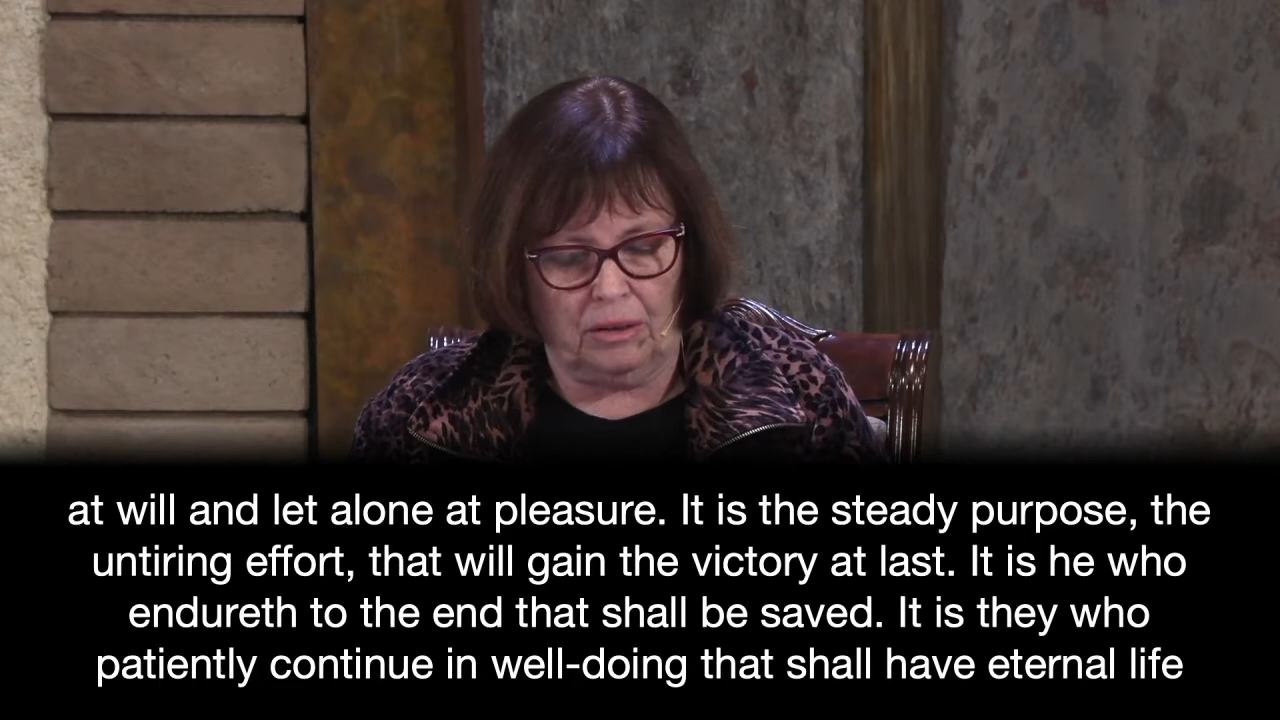 at will and let alone at pleasure. It is the steady purpose, the
untiring effort, that will gain the victory at last. It is he who
endureth to the end that shall be saved. It is they who
patiently continue in well-doing that shall have eternal life